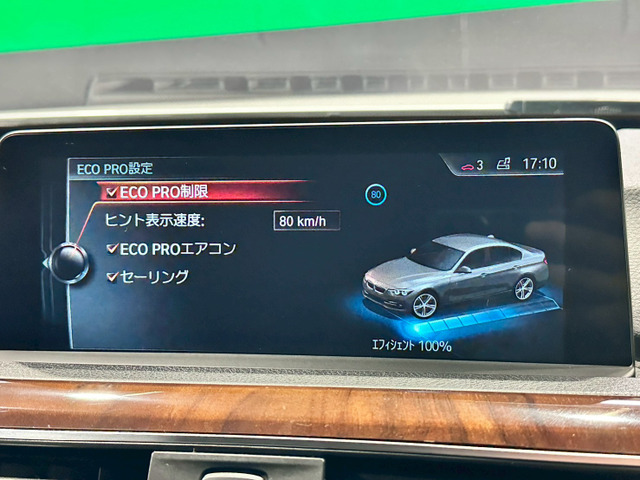 ECO PRO設定
3
17:10
ECO PRO制限
80
ヒント表示速度:
80 km/h
ECO PROエアコン
セーリング
エフィシェント 100%